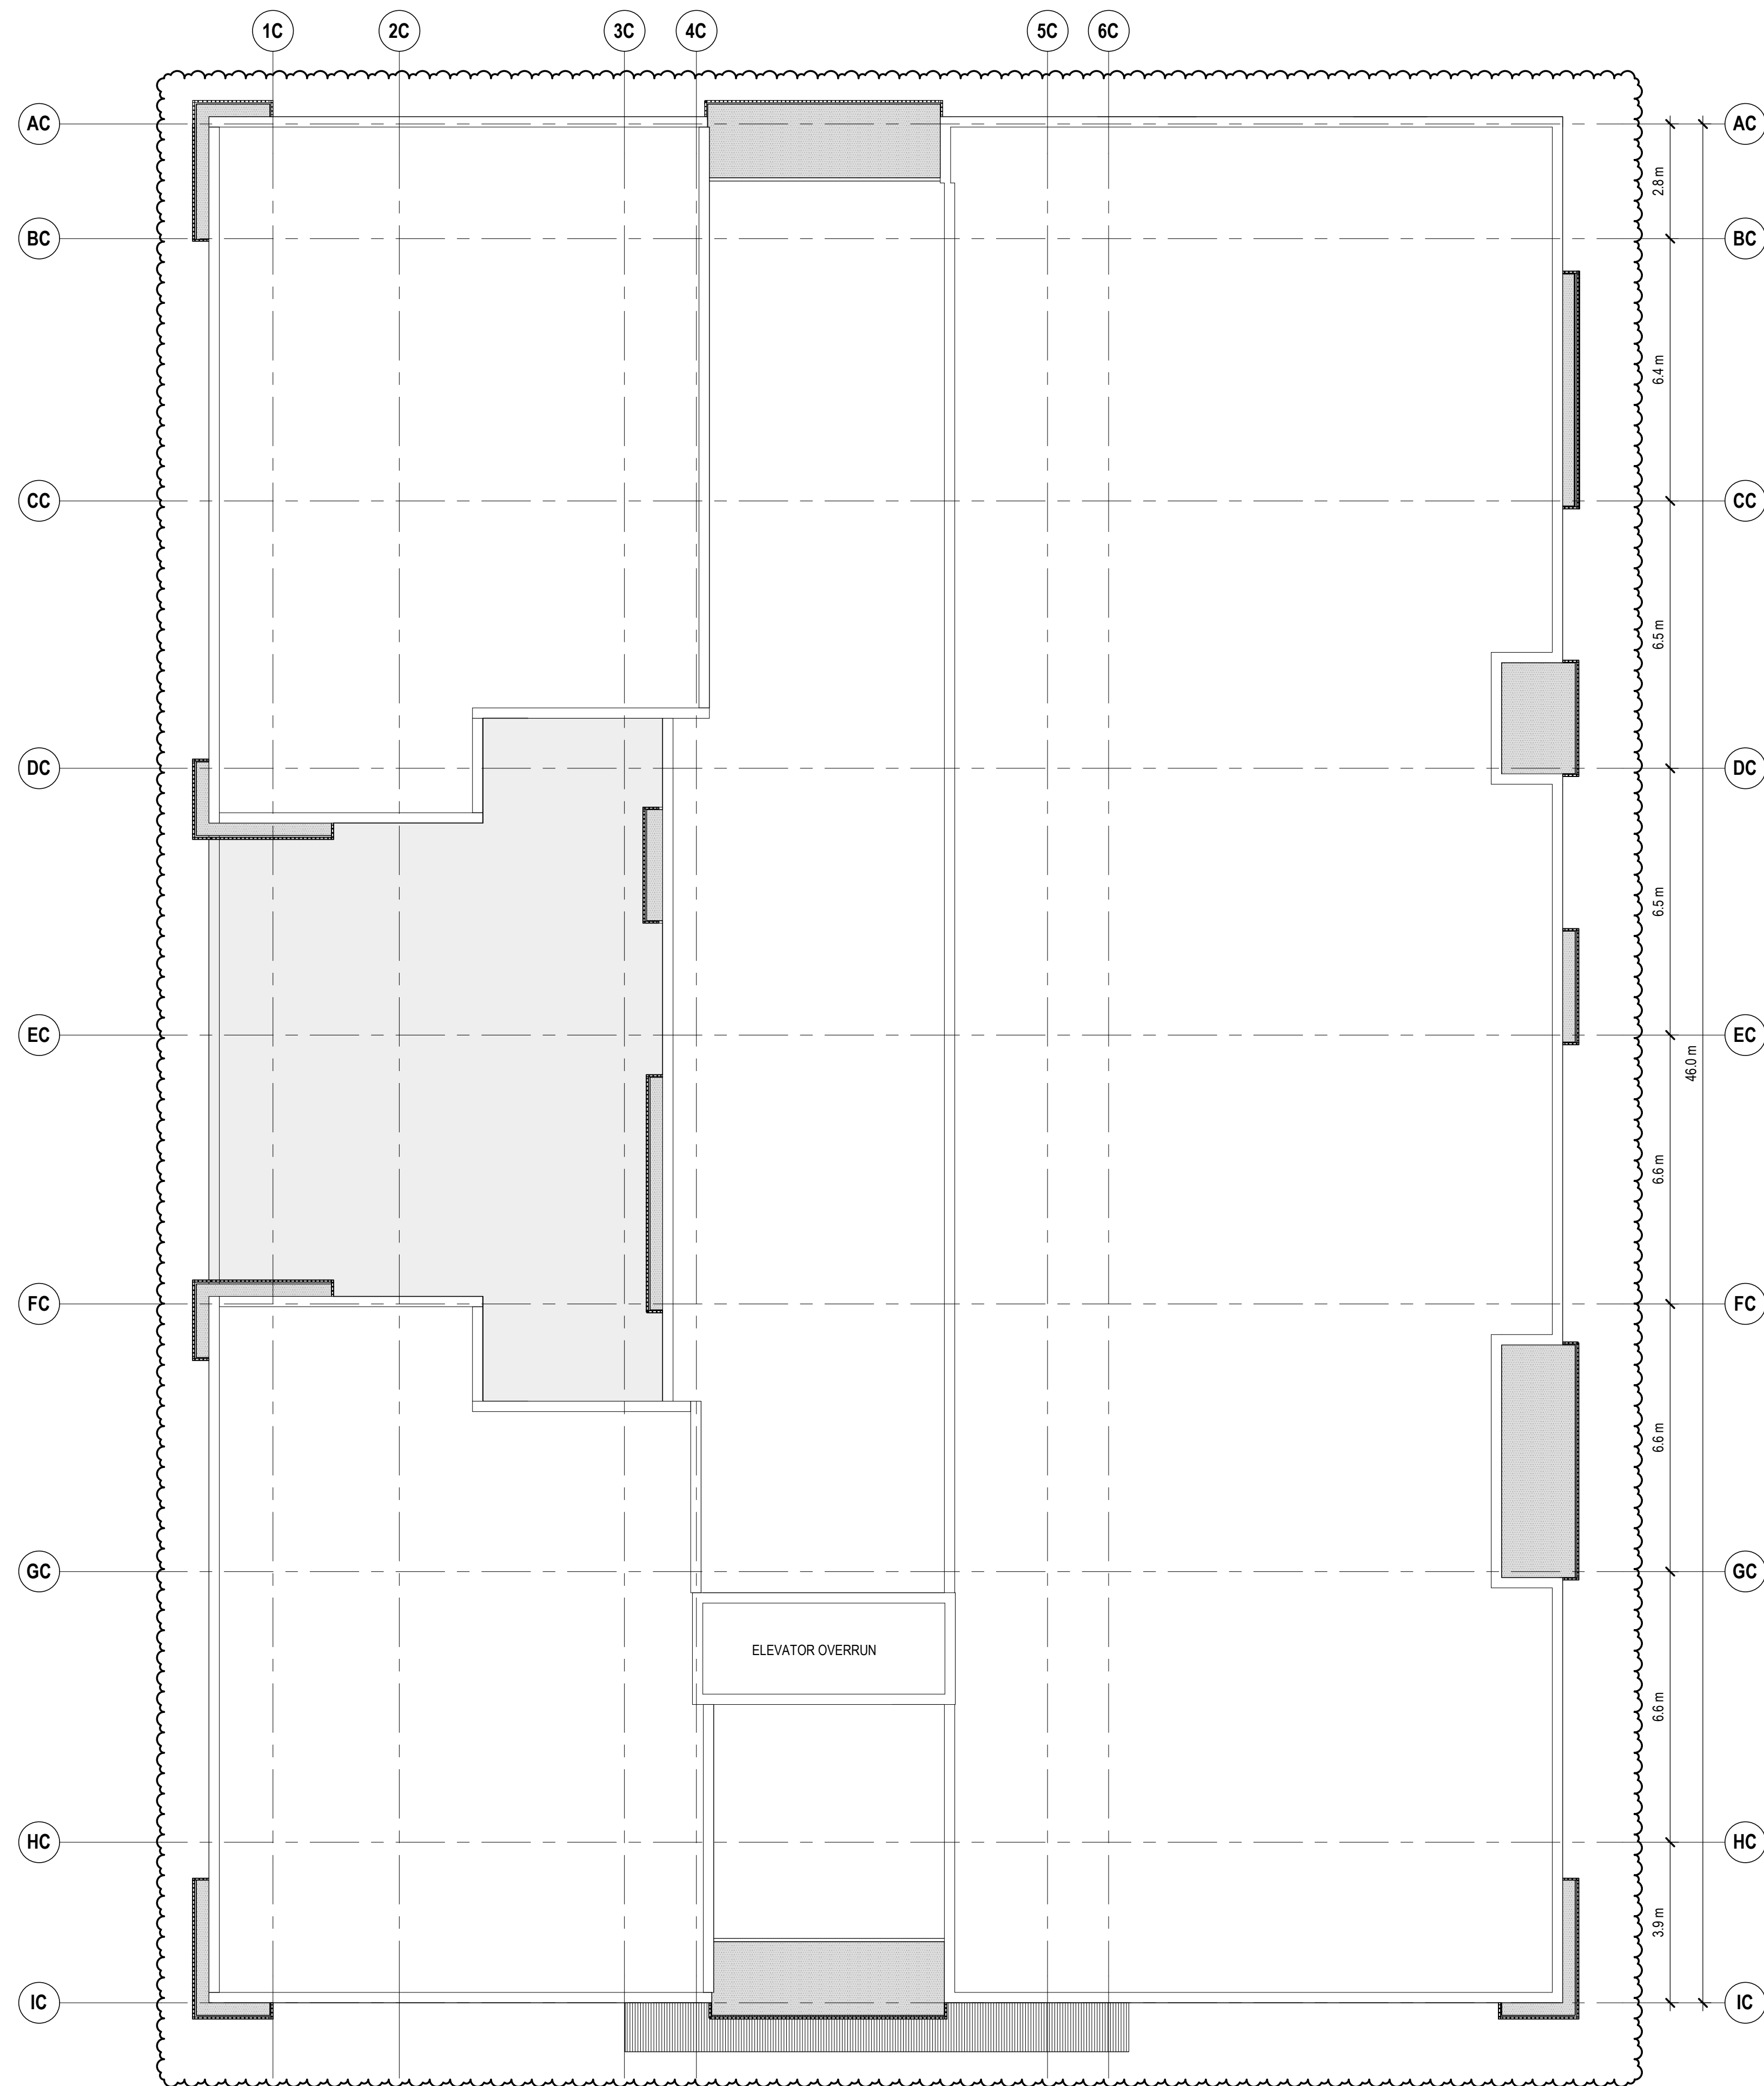 1C 2C 3C 4C 5C 6C
AC AC
2.8 m
BC BC
6.4 m
CC CC
6.5 m
DC DC
6.5 m
EC EC
46.0 m
6.6 m
FC FC
6.6 m
GC GC
ELEVATOR OVERRUN
6.6 m
HC HC
3.9 m
IC IC